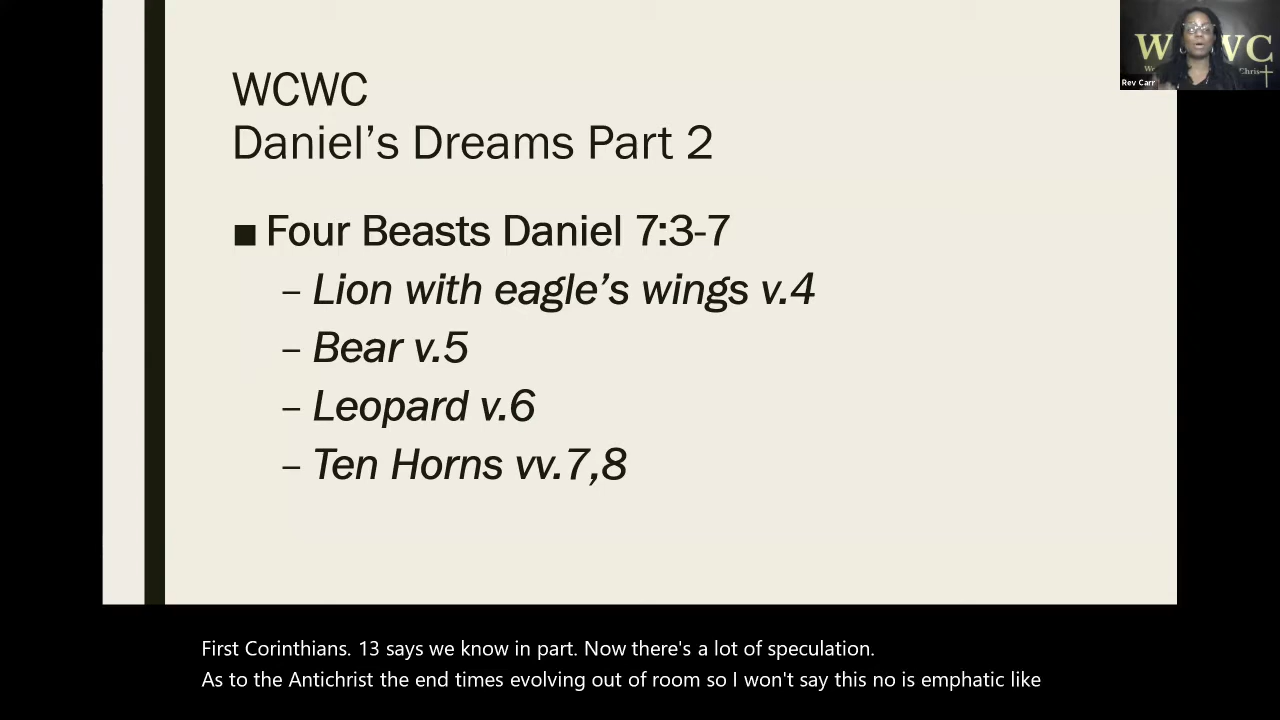 WCWC
Daniel’s Dreams Part 2
■ Four Beasts Daniel 7:3-7
– Lion with eagle’s wings v.4
– Bear v.5
– Leopard v.6
– Ten Horns vv.7,8
Rev Carr
First Corinthians. 13 says we know in part. Now there's a lot of speculation.
As to the Antichrist the end times evolving out of room so I won't say this no is emphatic like